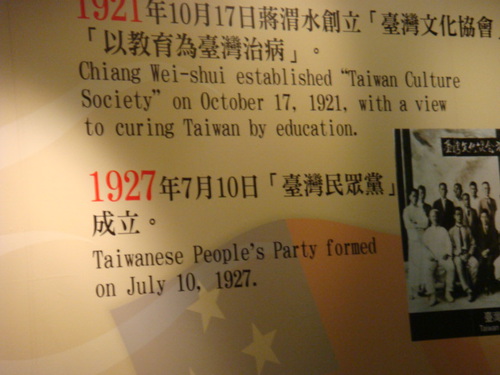 1921年10月17日蔣渭水創立「臺灣文化協會
「以教育為臺灣治病」。
Chiang Wei-shui established “Taiwan Culture
Society” on October 17, 1921, with a view
to curing Taiwan by education.
1927年7月10日「臺灣民眾黨」
成立。
Taiwanese People's Party formed
on July 10, 1927.
臺灣
Taiwan